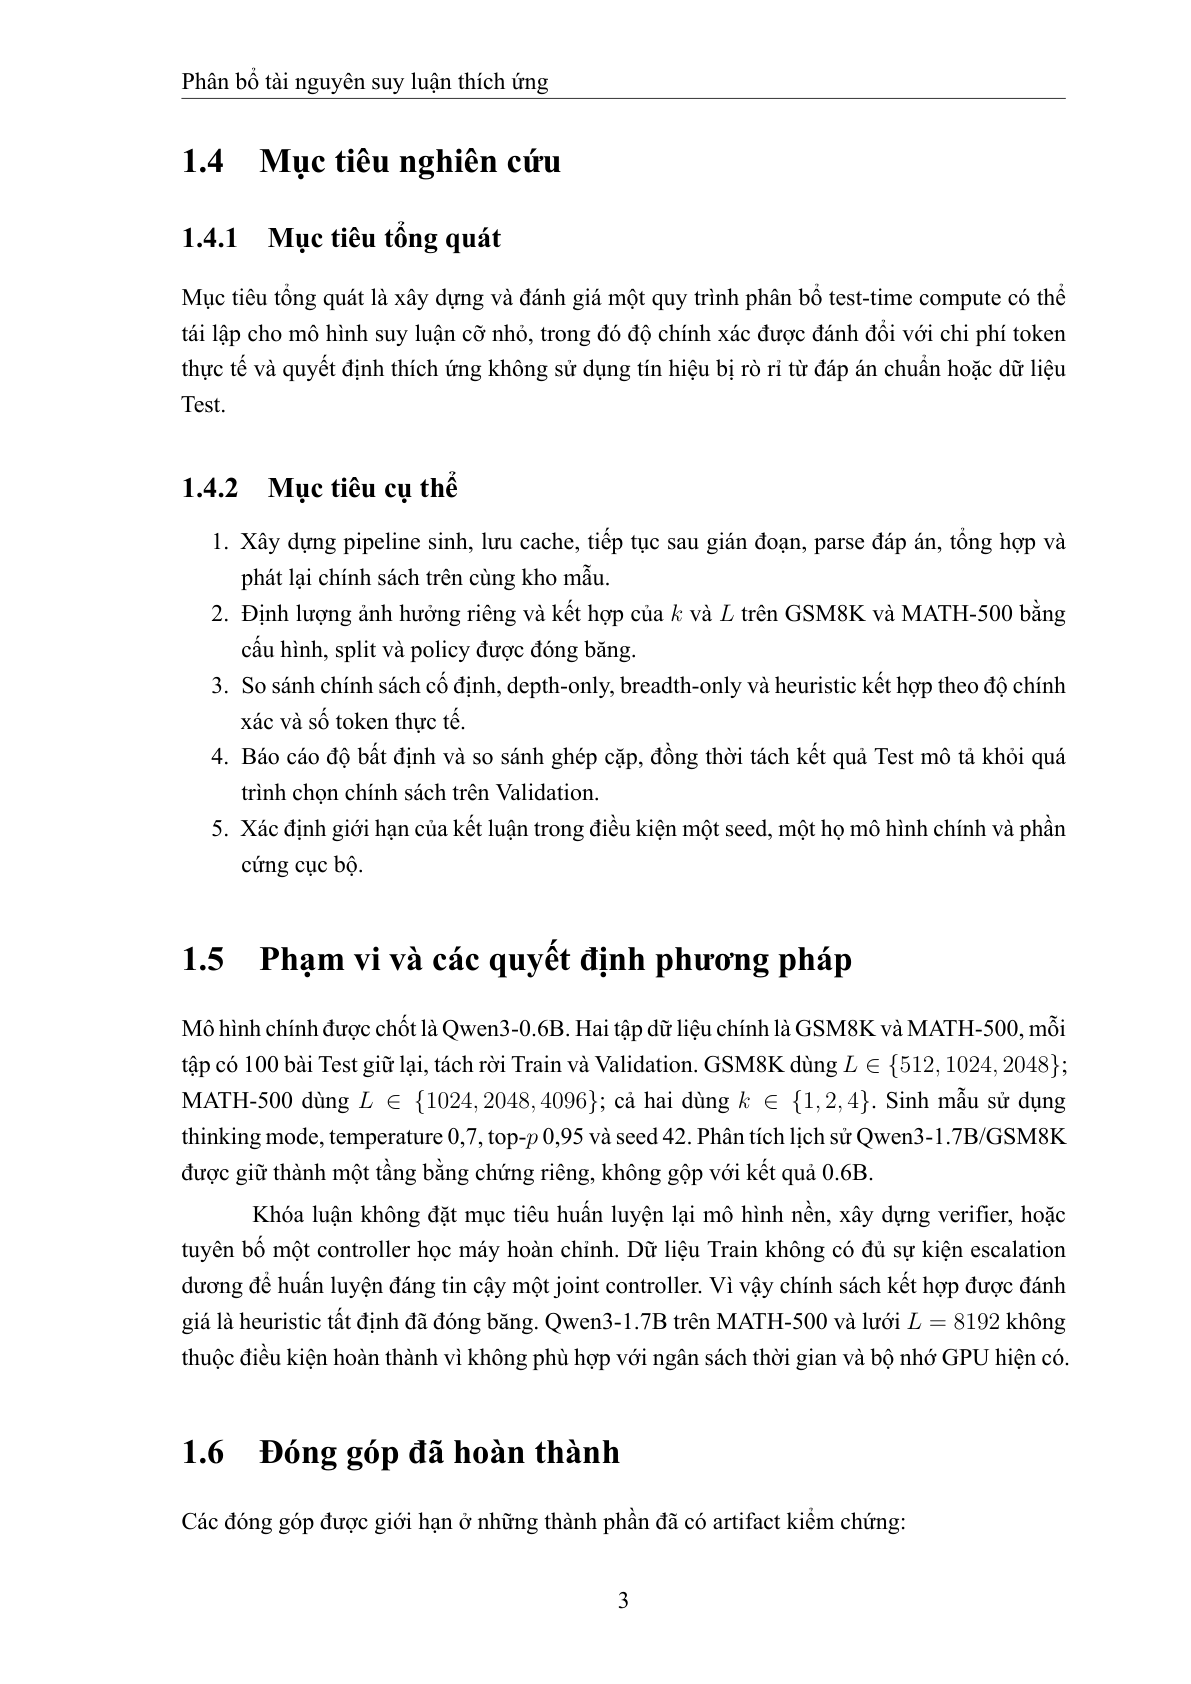 Phân bổ tài nguyên suy luận thích ứng
1.4 Mục tiêu nghiên cứu
1.4.1 Mục tiêu tổng quát
Mục tiêu tổng quát là xây dựng và đánh giá một quy trình phân bổ test-time compute có thể
tái lập cho mô hình suy luận cỡ nhỏ, trong đó độ chính xác được đánh đổi với chi phí token
thực tế và quyết định thích ứng không sử dụng tín hiệu bị rò rỉ từ đáp án chuẩn hoặc dữ liệu
Test.
1.4.2 Mục tiêu cụ thể
1. Xây dựng pipeline sinh, lưu cache, tiếp tục sau gián đoạn, parse đáp án, tổng hợp và
phát lại chính sách trên cùng kho mẫu.
2. Định lượng ảnh hưởng riêng và kết hợp của k và L trên GSM8K và MATH-500 bằng
cấu hình, split và policy được đóng băng.
3. So sánh chính sách cố định, depth-only, breadth-only và heuristic kết hợp theo độ chính
xác và số token thực tế.
4. Báo cáo độ bất định và so sánh ghép cặp, đồng thời tách kết quả Test mô tả khỏi quá
trình chọn chính sách trên Validation.
5. Xác định giới hạn của kết luận trong điều kiện một seed, một họ mô hình chính và phần
cứng cục bộ.
1.5 Phạm vi và các quyết định phương pháp
Mô hình chính được chốt là Qwen3-0.6B. Hai tập dữ liệu chính là GSM8K và MATH-500, mỗi
tập có 100 bài Test giữ lại, tách rời Train và Validation. GSM8K dùng L ∈ {512, 1024, 2048};
MATH-500 dùng L ∈ {1024, 2048, 4096}; cả hai dùng k ∈ {1, 2, 4}. Sinh mẫu sử dụng
thinking mode, temperature 0,7, top-p 0,95 và seed 42. Phân tích lịch sử Qwen3-1.7B/GSM8K
được giữ thành một tầng bằng chứng riêng, không gộp với kết quả 0.6B.
Khóa luận không đặt mục tiêu huấn luyện lại mô hình nền, xây dựng verifier, hoặc
tuyên bố một controller học máy hoàn chỉnh. Dữ liệu Train không có đủ sự kiện escalation
dương để huấn luyện đáng tin cậy một joint controller. Vì vậy chính sách kết hợp được đánh
giá là heuristic tất định đã đóng băng. Qwen3-1.7B trên MATH-500 và lưới L = 8192 không
thuộc điều kiện hoàn thành vì không phù hợp với ngân sách thời gian và bộ nhớ GPU hiện có.
1.6 Đóng góp đã hoàn thành
Các đóng góp được giới hạn ở những thành phần đã có artifact kiểm chứng:
3